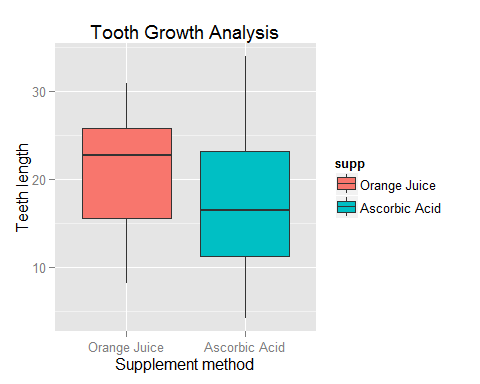 Tooth Growth Analysis
30
20
10
Teeth length
Orange Juice
Ascorbic Acid
Supplement method
supp
Orange Juice
Ascorbic Acid